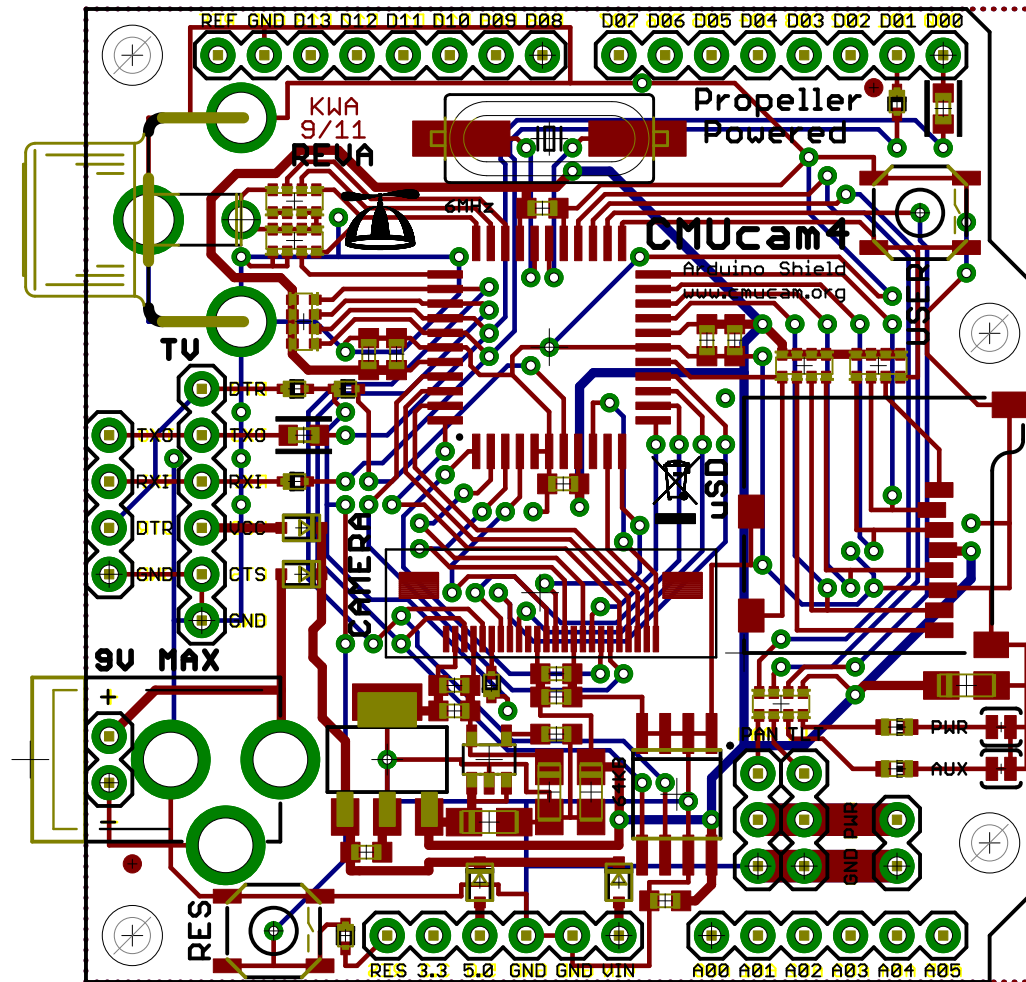 REF GND D13 D12 D11 D10 D09 D08
D07 D06 D05 D04 D03 D02 D01 D00
KWA
9/11
REVA
Propeller
Powered
6MHz
CMUcam4
Arduino Shield
www.cmucam.org
USER
TV
DTR
TXO TXO
RXI RXI
DTR VCC
GND CTS
GND
CAMERA
uSD
9V MAX
+
−
64KB
PAN TL
PWR
AUX
PWR
GND
RES
RES 3.3 5.0 GND GND VIN
A00 A01 A02 A03 A04 A05